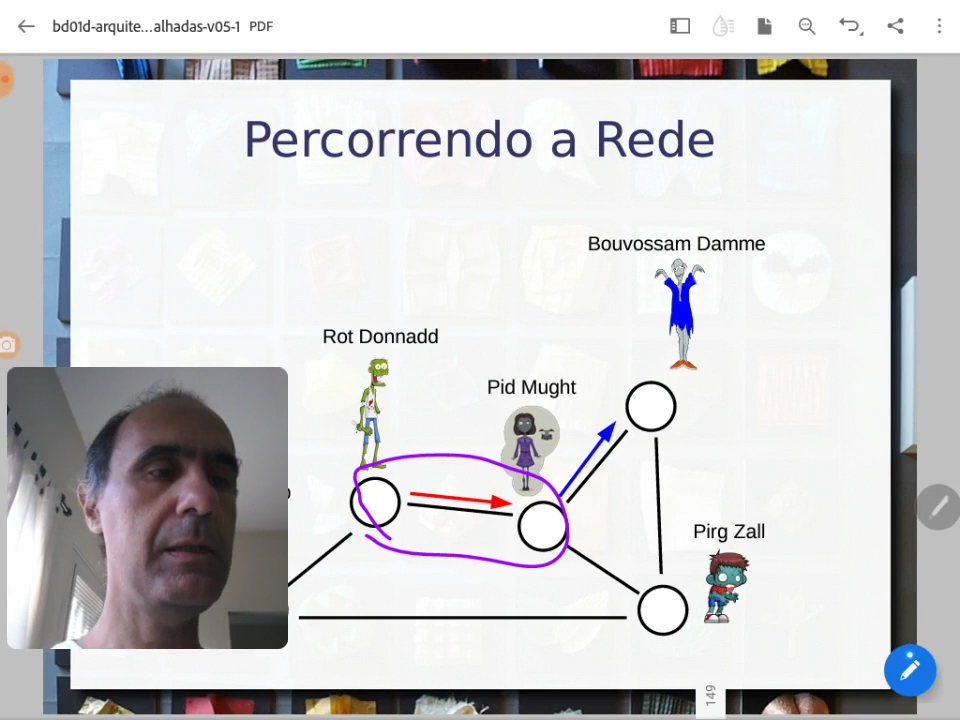 bd01d-arquite...alhadas-v05-1 PDF
Percorrendo a Rede
Bouvossam Damme
Rot Donnadd
Pid Mught
Pirg Zall
149